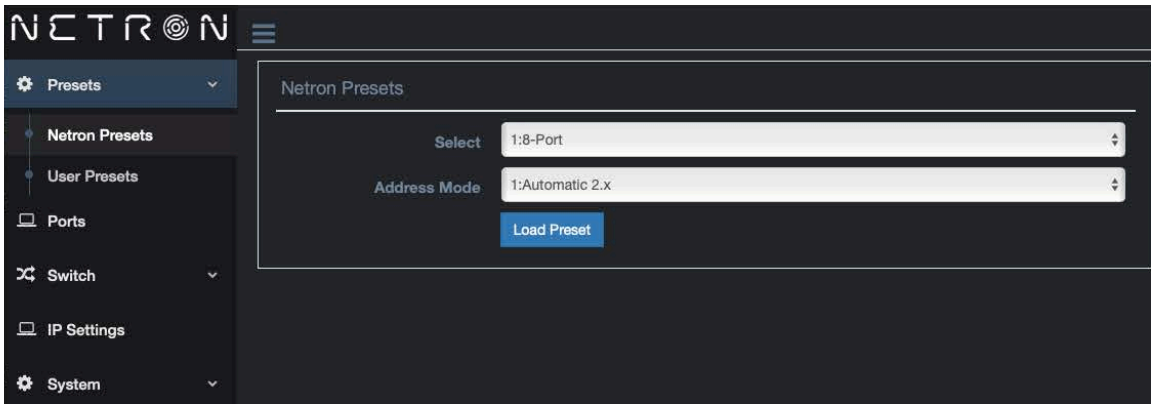 NETRON
Presets
Netron Presets
User Presets
Ports
Switch
IP Settings
System
Netron Presets
Select 1:8-Port
Address Mode 1:Automatic 2.x
Load Preset